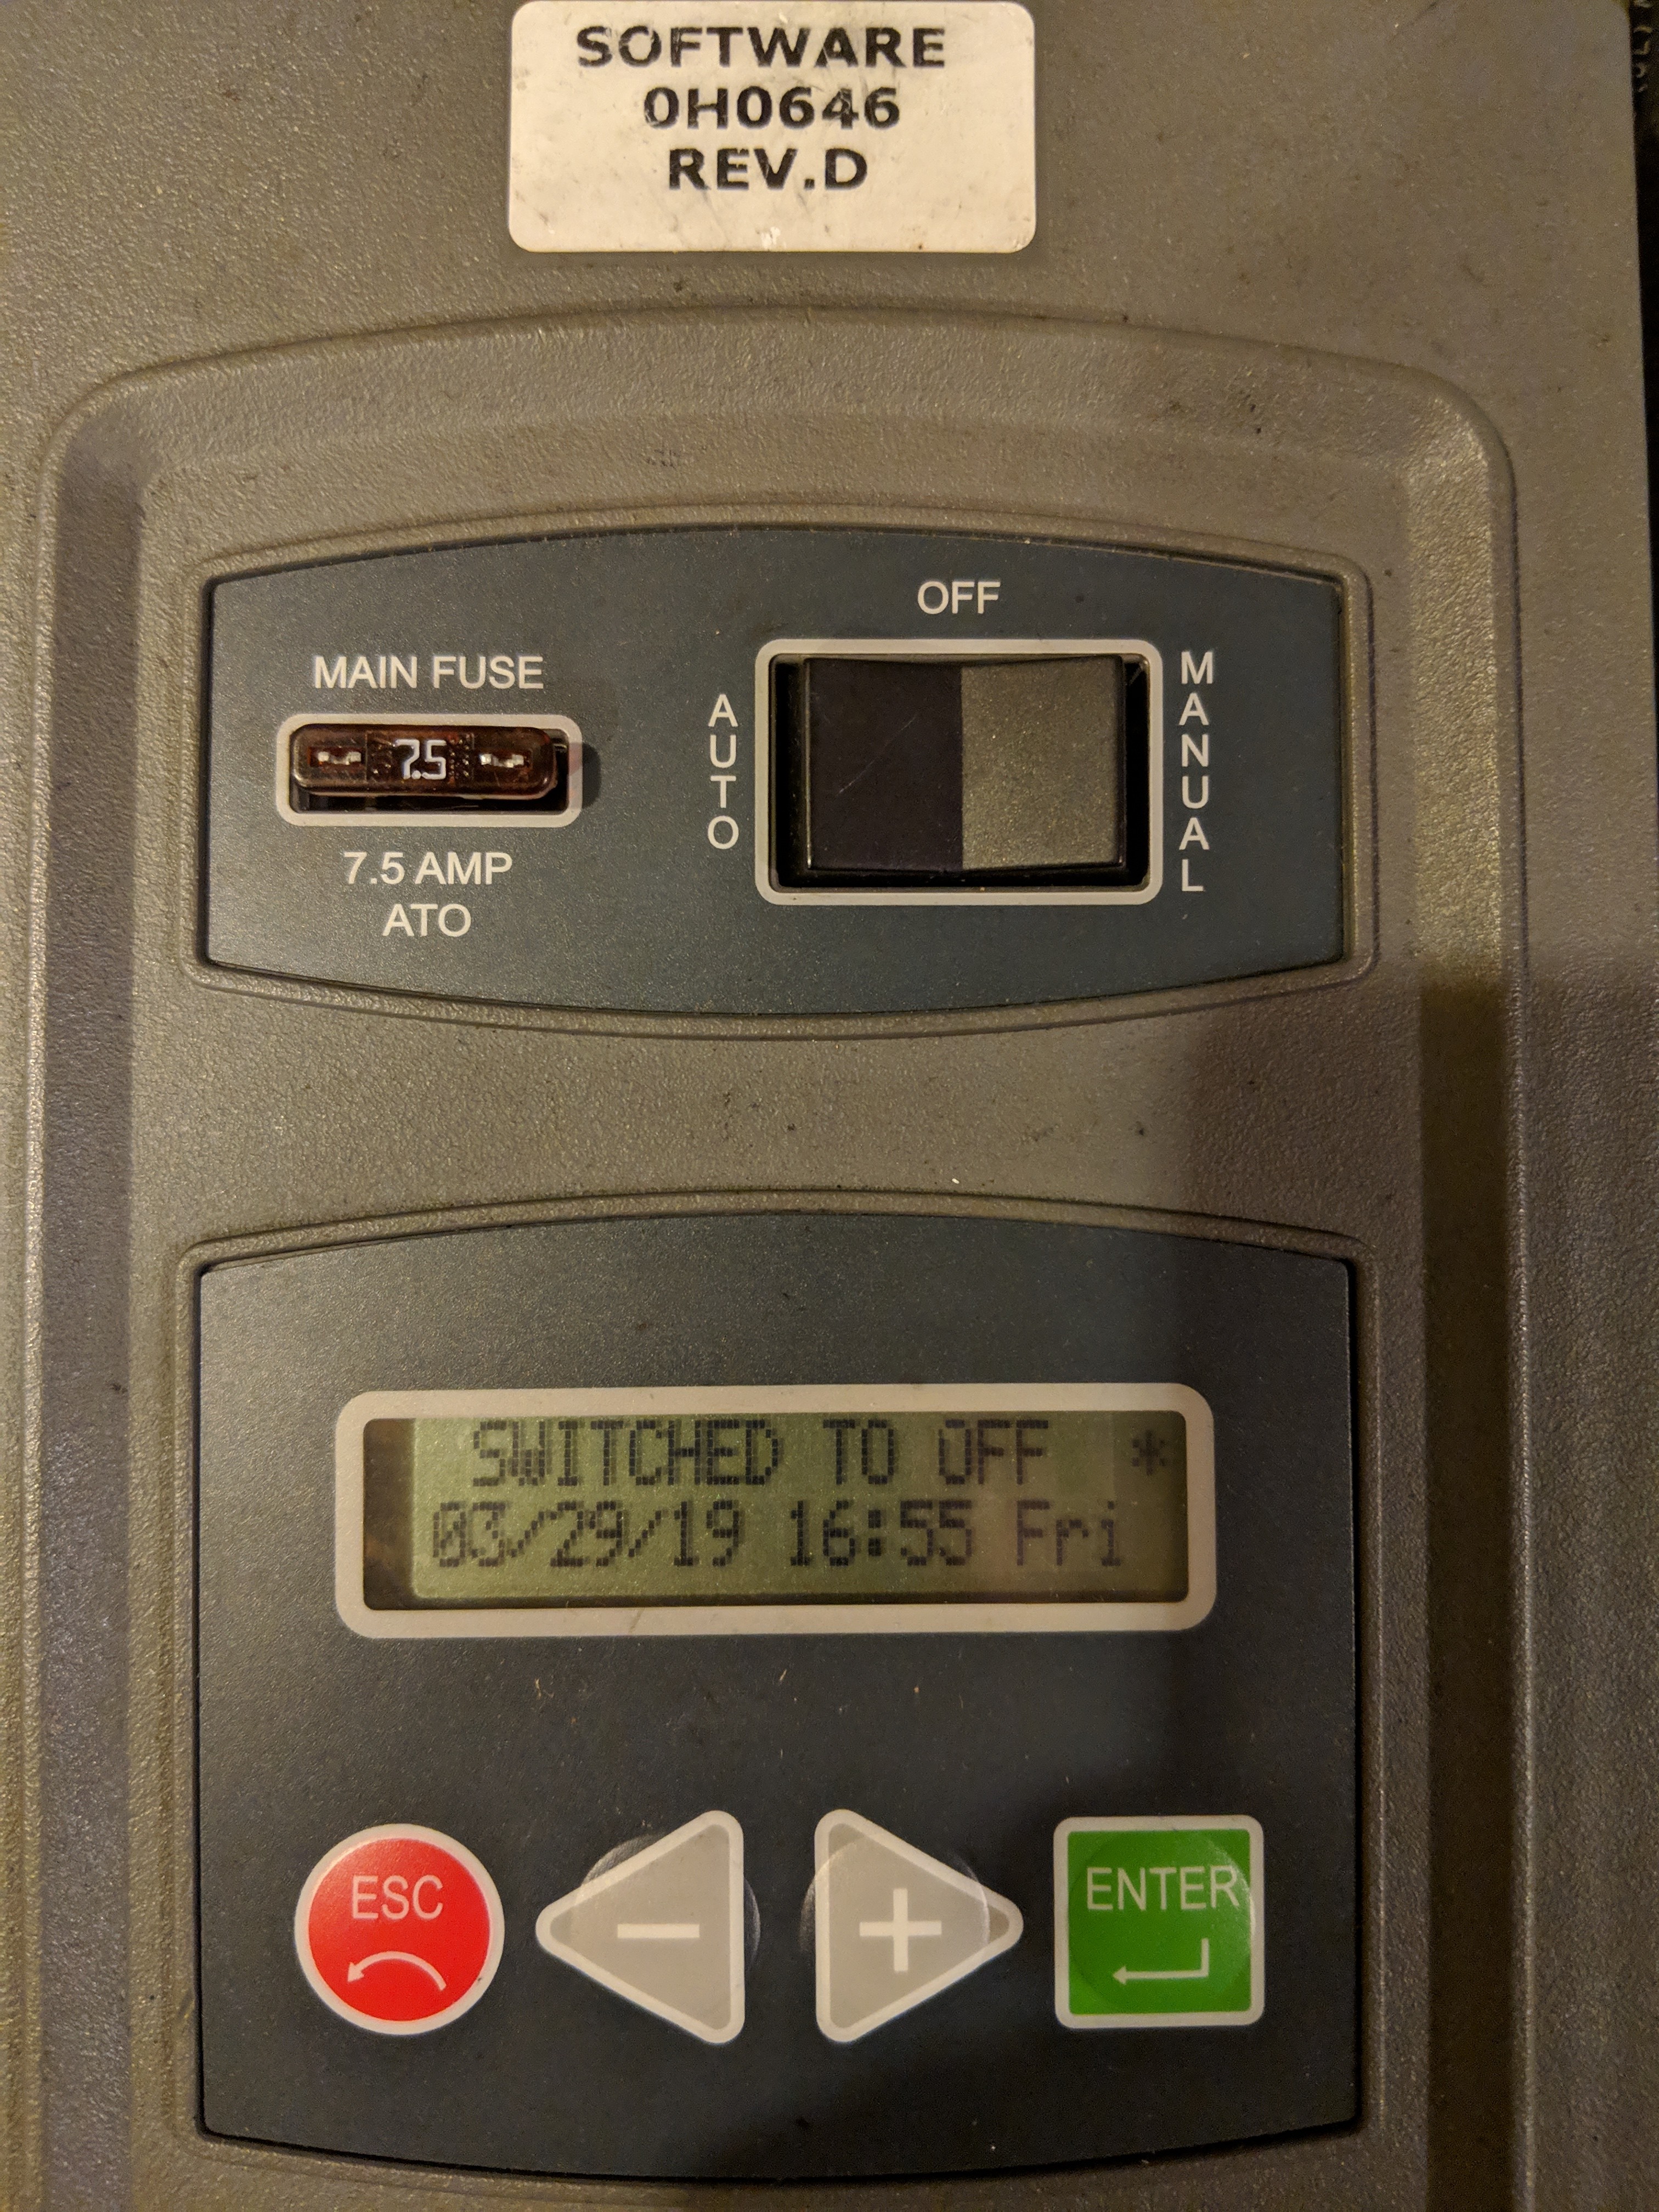 SOFTWARE
0H0646
REV.D
OFF
MAIN FUSE
7.5
7.5 AMP
ATO
AUTO
MANUAL
SWITCHED TO OFF *
03/29/19 16:55 Fri
ESC
−
+
ENTER